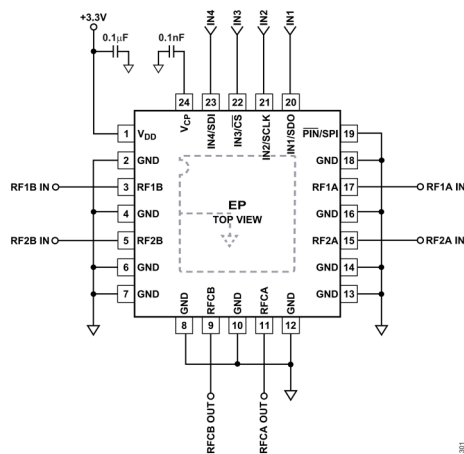 IN4
IN3
IN2
IN1
+3.3V
0.1µF
0.1nF
24
23
22
21
20
VCP
IN4/SDI
IN3/CS
IN2/SCLK
IN1/SDO
1
VDD
PIN/SPI
19
2
GND
GND
18
RF1B IN
3
RF1B
RF1A
17
RF1A IN
4
GND
GND
16
EP
TOP VIEW
RF2B IN
5
RF2B
RF2A
15
RF2A IN
6
GND
GND
14
7
GND
GND
13
GND
RFCB
GND
RFCA
GND
8
9
10
11
12
RFCB OUT
RFCA OUT
301